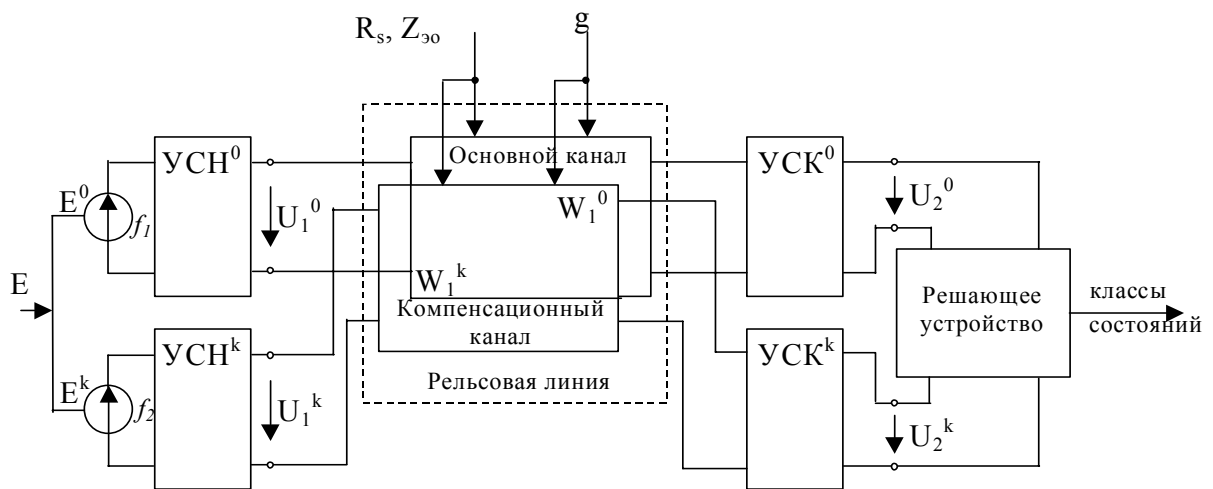 R_s, Z_эо
g
УСН^0
Основной канал
УСК^0
E^0
f_1
U_1^0
W_1^0
U_2^0
E
W_1^k
Компенсационный
канал
Решающее
устройство
классы
состояний
УСН^k
УСК^k
Рельсовая линия
E^k
f_2
U_1^k
U_2^k